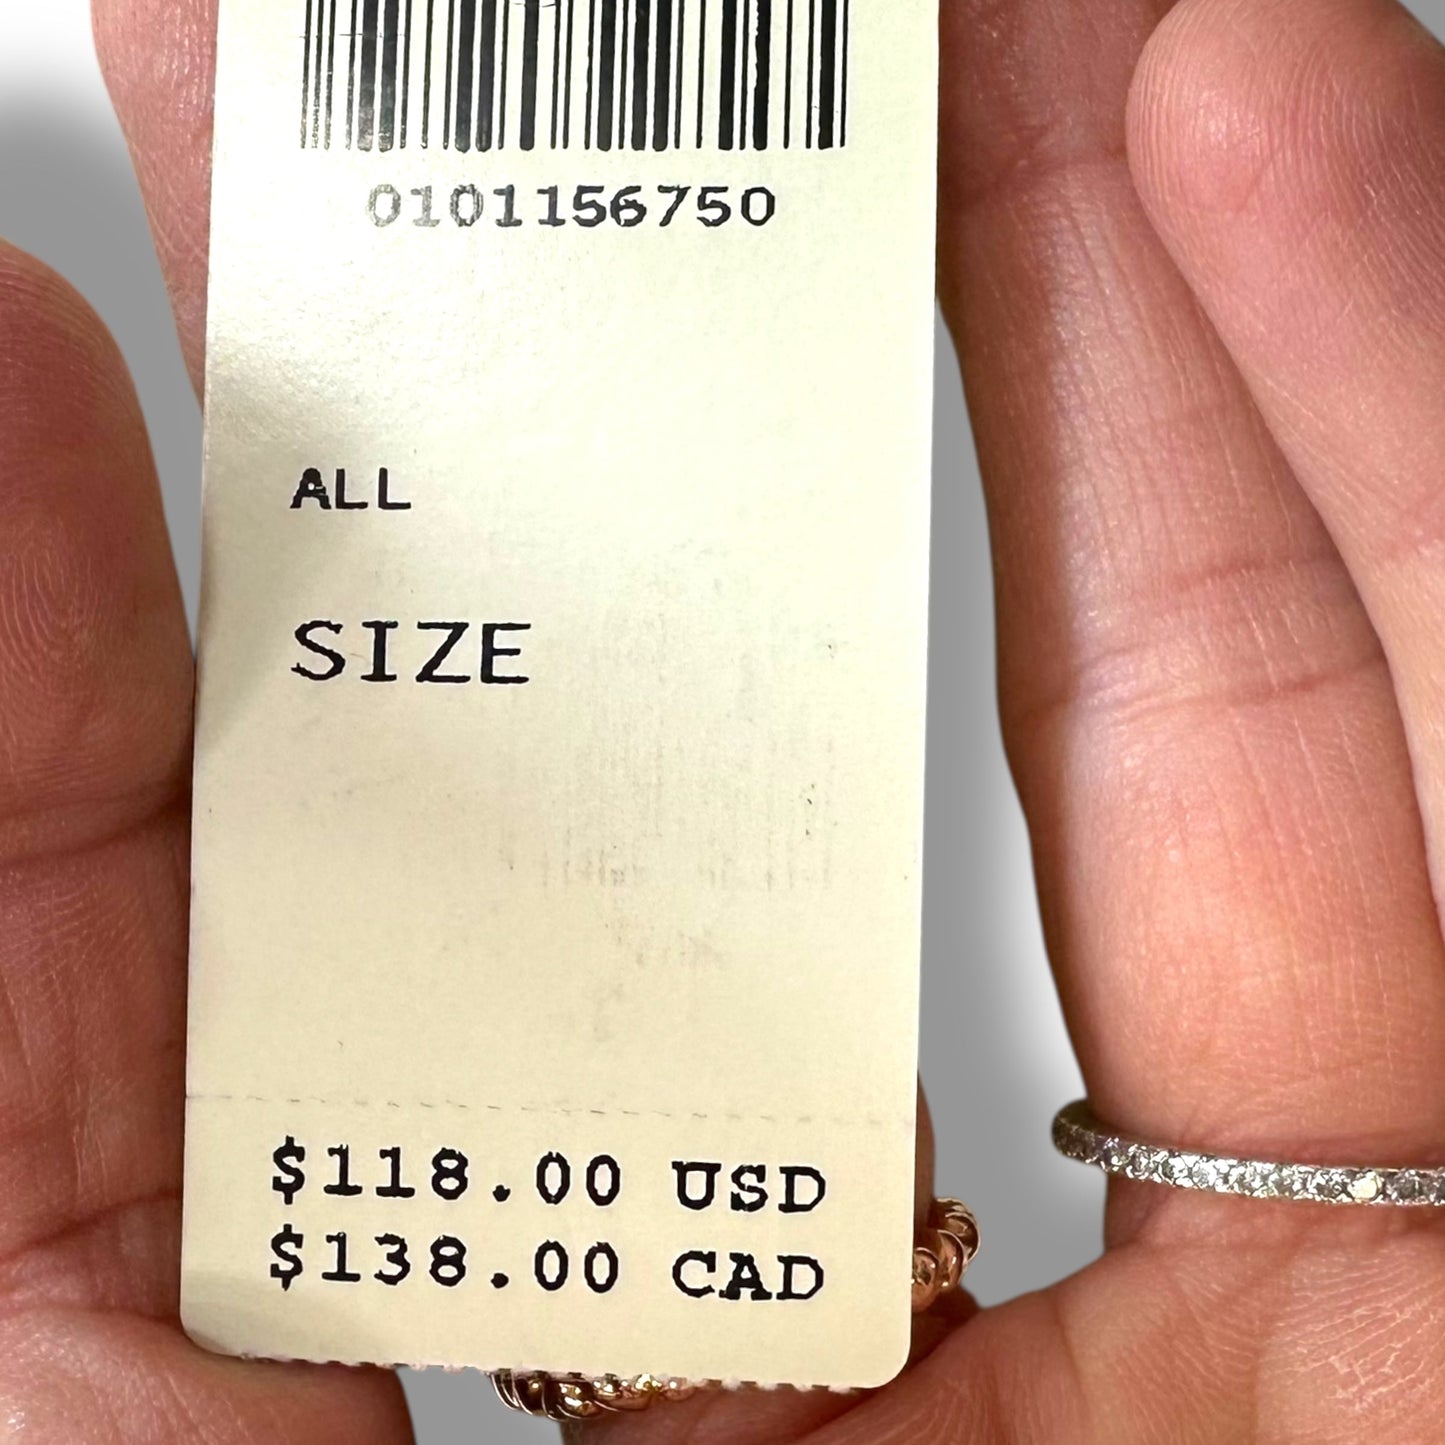 0101156750
ALL
SIZE
$118.00 USD
$138.00 CAD